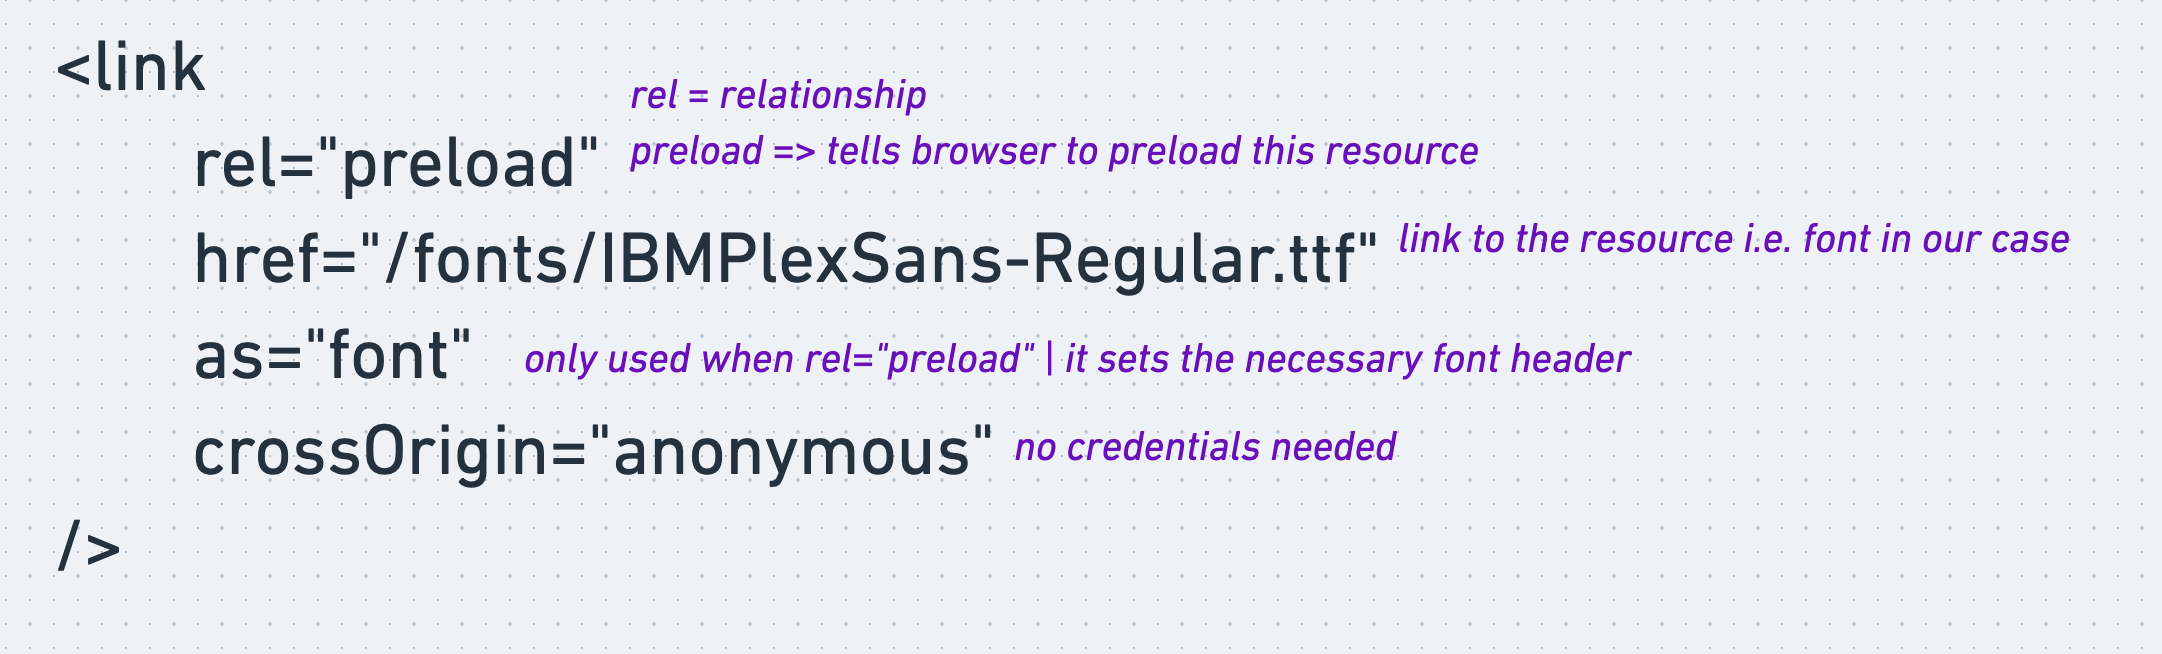 <link
rel = relationship
rel="preload" preload => tells browser to preload this resource
href="/fonts/IBMPlexSans-Regular.ttf" link to the resource i.e. font in our case
as="font" only used when rel="preload" | it sets the necessary font header
crossOrigin="anonymous" no credentials needed
/>